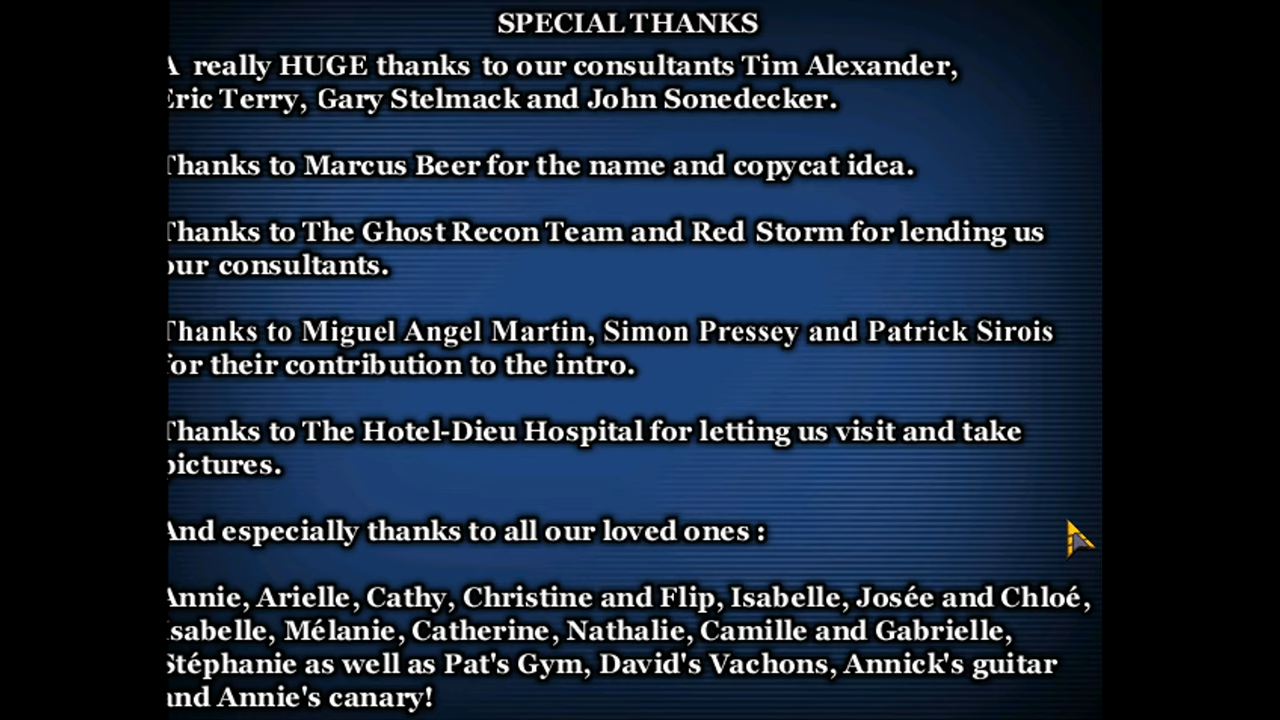 SPECIAL THANKS
A really HUGE thanks to our consultants Tim Alexander,
Eric Terry, Gary Stelmack and John Sonedecker.
Thanks to Marcus Beer for the name and copycat idea.
Thanks to The Ghost Recon Team and Red Storm for lending us
our consultants.
Thanks to Miguel Angel Martin, Simon Pressey and Patrick Sirois
for their contribution to the intro.
Thanks to The Hotel-Dieu Hospital for letting us visit and take
pictures.
And especially thanks to all our loved ones :
Annie, Arielle, Cathy, Christine and Flip, Isabelle, Josée and Chloé,
Isabelle, Mélanie, Catherine, Nathalie, Camille and Gabrielle,
Stéphanie as well as Pat's Gym, David's Vachons, Annick's guitar
and Annie's canary!